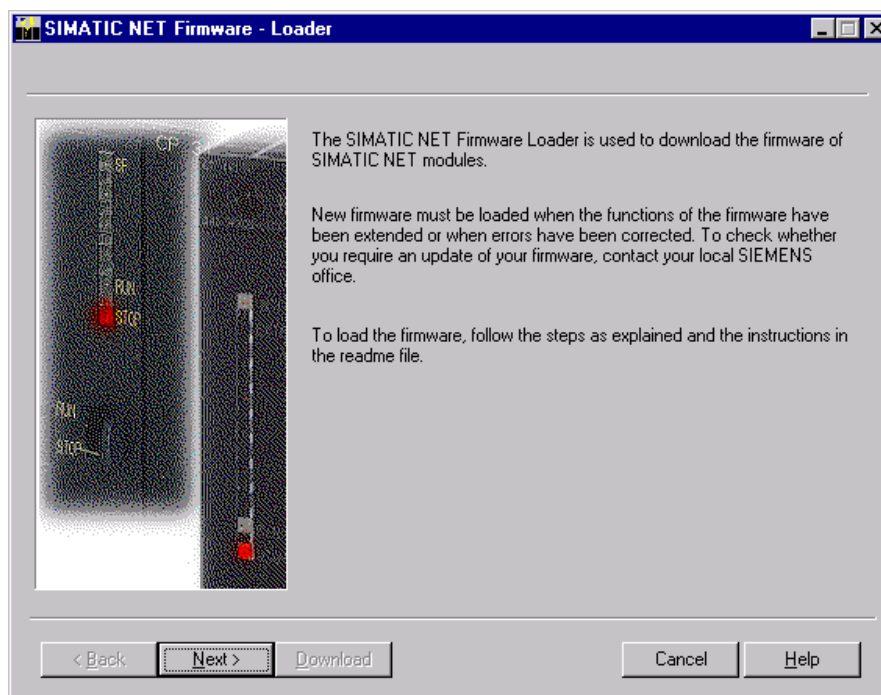 SIMATIC NET Firmware - Loader
The SIMATIC NET Firmware Loader is used to download the firmware of
SIMATIC NET modules.
New firmware must be loaded when the functions of the firmware have
been extended or when errors have been corrected. To check whether
you require an update of your firmware, contact your local SIEMENS
office.
To load the firmware, follow the steps as explained and the instructions in
the readme file.
CP
SF
RUN
STOP
RUN
STOP
< Back
Next >
Download
Cancel
Help